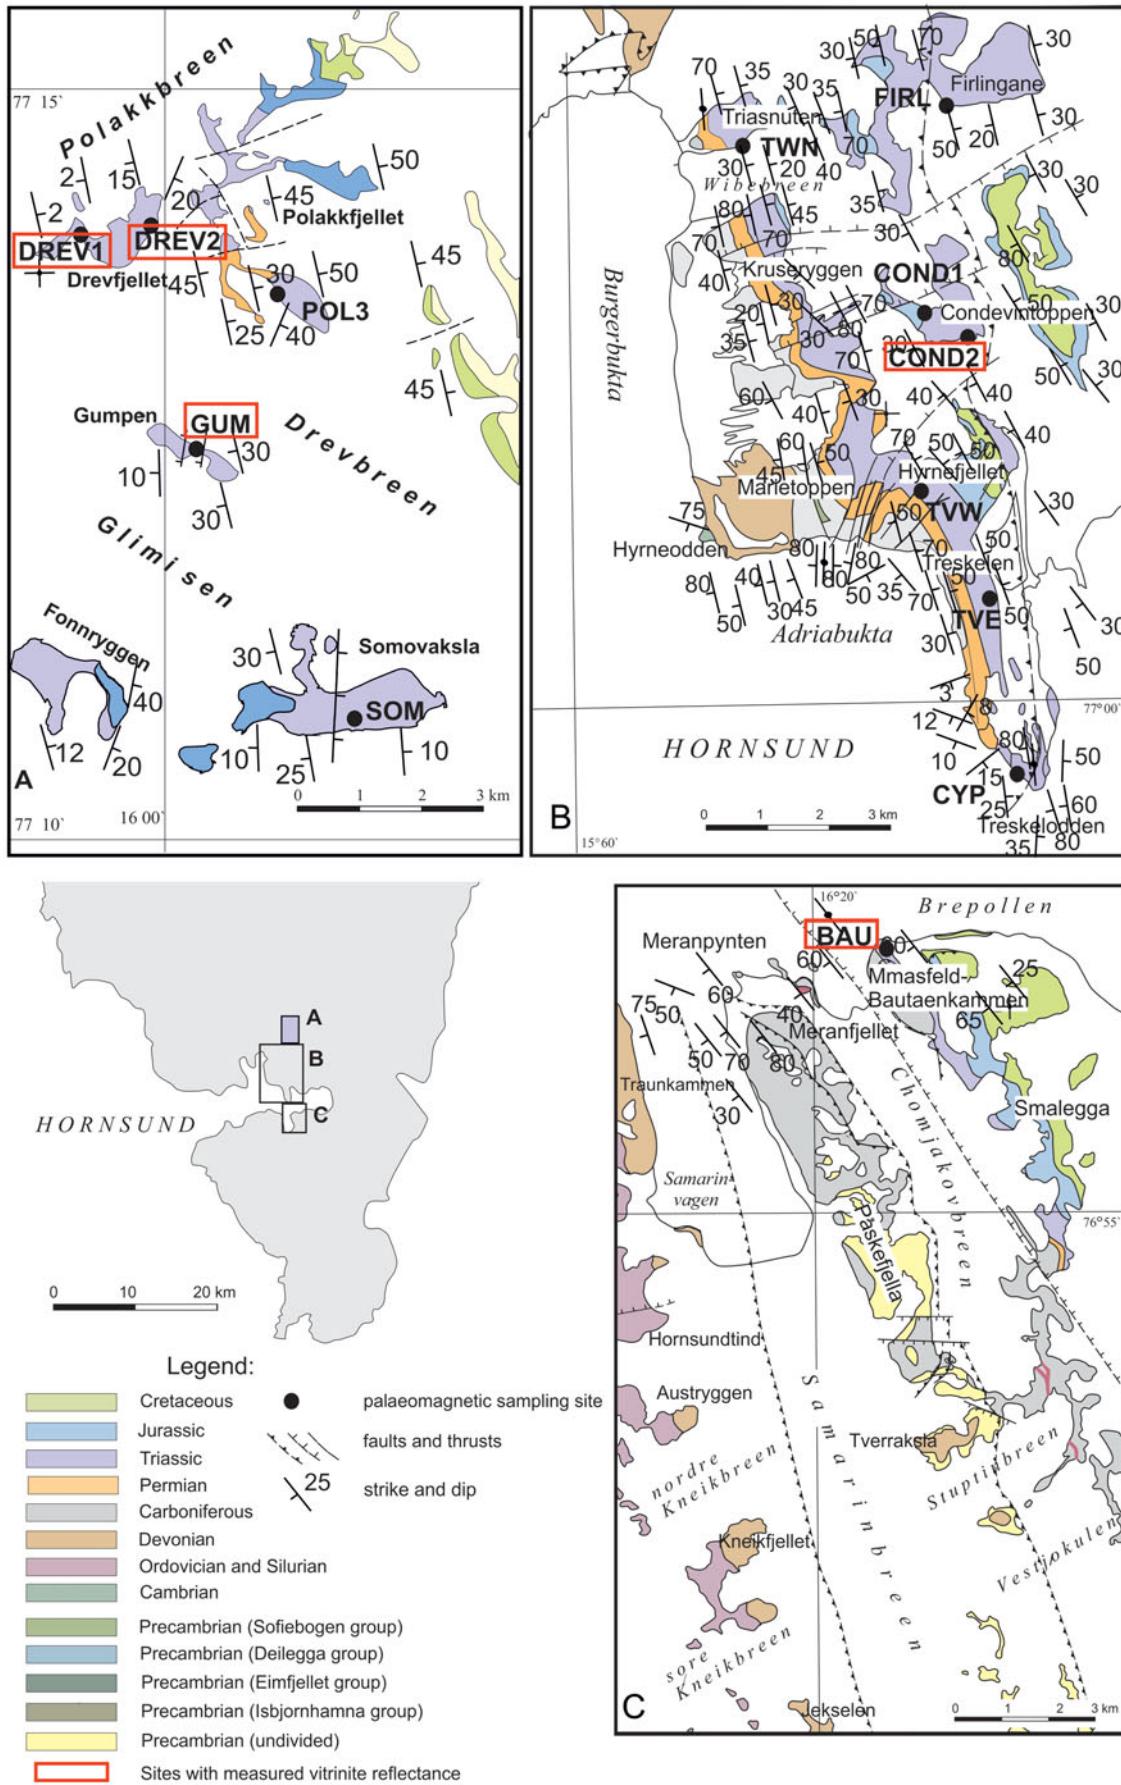 77 15`
Polakkbreen
2
15
2
20
50
45
Polakkfjellet
DREV1
DREV2
Drevfjellet
45
30
50
POL3
25
40
45
45
Gumpen
GUM
30
10
30
Drevbreen
Glimisen
Fonnryggen
40
12
20
30
Somovaksla
SOM
10
25
10
A
0 1 2 3 km
77 10`
16 00`
50
70
30
30
70
35
30
35
FIRL
Firlingane
Triasnuten
TWN
70
30
20
40
50
20
30
Wibebreen
80
45
70
70
35
30
30
30
80
40
Kruseryggen
COND1
30
20
30
80
70
50
30
Condevintoppen
35
70
30
COND2
50
30
Burgerbukta
60
40
30
40
40
60
45
50
70
50
50
40
Marietoppen
Hyrnefjellet
75
50
TVW
30
Hyrneodden
80
80
80
70
50
Treskelen
80
40
30
45
50
35
70
50
50
50
TVE
30
Adriabukta
30
50
3
8
12
77°00`
HORNSUND
10
80
15
50
CYP
25
60
Treskelodden
35
80
B
0 1 2 3 km
15°60`
HORNSUND
A
B
C
0 10 20 km
16°20`
Brepollen
Meranpynten
BAU
60
60
Mmasfeld-
Bautaenkammen
25
65
75
50
60
40
Meranfjellet
50
70
80
Traunkammen
30
Chomjakovbreen
Smalegga
Samarin-
vagen
76°55`
Påskefjella
Hornsundtind
Samarinbreen
Austryggen
Tverraksla
Stuptinbreen
nordre
Kneikbreen
Kneikfjellet
Vestjokulen
søre
Kneikbreen
Jekselen
C
0 1 2 3 km
Legend:
Cretaceous
Jurassic
Triassic
Permian
Carboniferous
Devonian
Ordovician and Silurian
Cambrian
Precambrian (Sofiebogen group)
Precambrian (Deilegga group)
Precambrian (Eimfjellet group)
Precambrian (Isbjornhamna group)
Precambrian (undivided)
Sites with measured vitrinite reflectance
palaeomagnetic sampling site
faults and thrusts
25
strike and dip